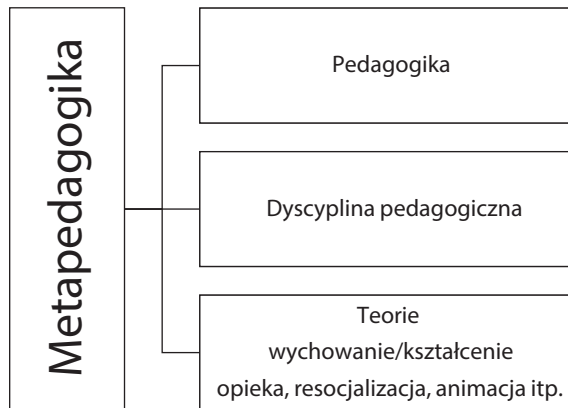 Metapedagogika
Pedagogika
Dyscyplina pedagogiczna
Teorie
wychowanie/kształcenie
opieka, resocjalizacja, animacja itp.